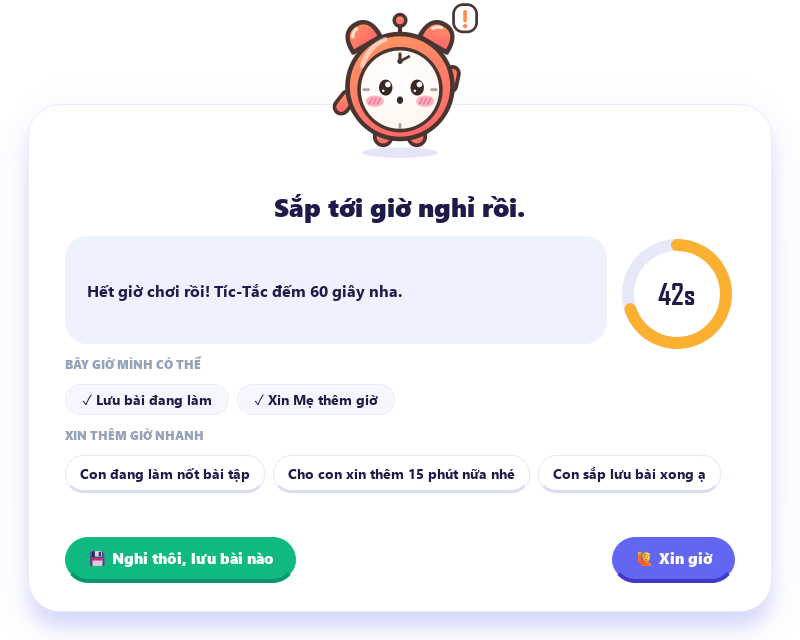 Sắp tới giờ nghỉ rồi.
Hết giờ chơi rồi! Tíc-Tắc đếm 60 giây nha.
42s
BÂY GIỜ MÌNH CÓ THỂ
✓ Lưu bài đang làm
✓ Xin Mẹ thêm giờ
XIN THÊM GIỜ NHANH
Con đang làm nốt bài tập
Cho con xin thêm 15 phút nữa nhé
Con sắp lưu bài xong ạ
Nghỉ thôi, lưu bài nào
Xin giờ